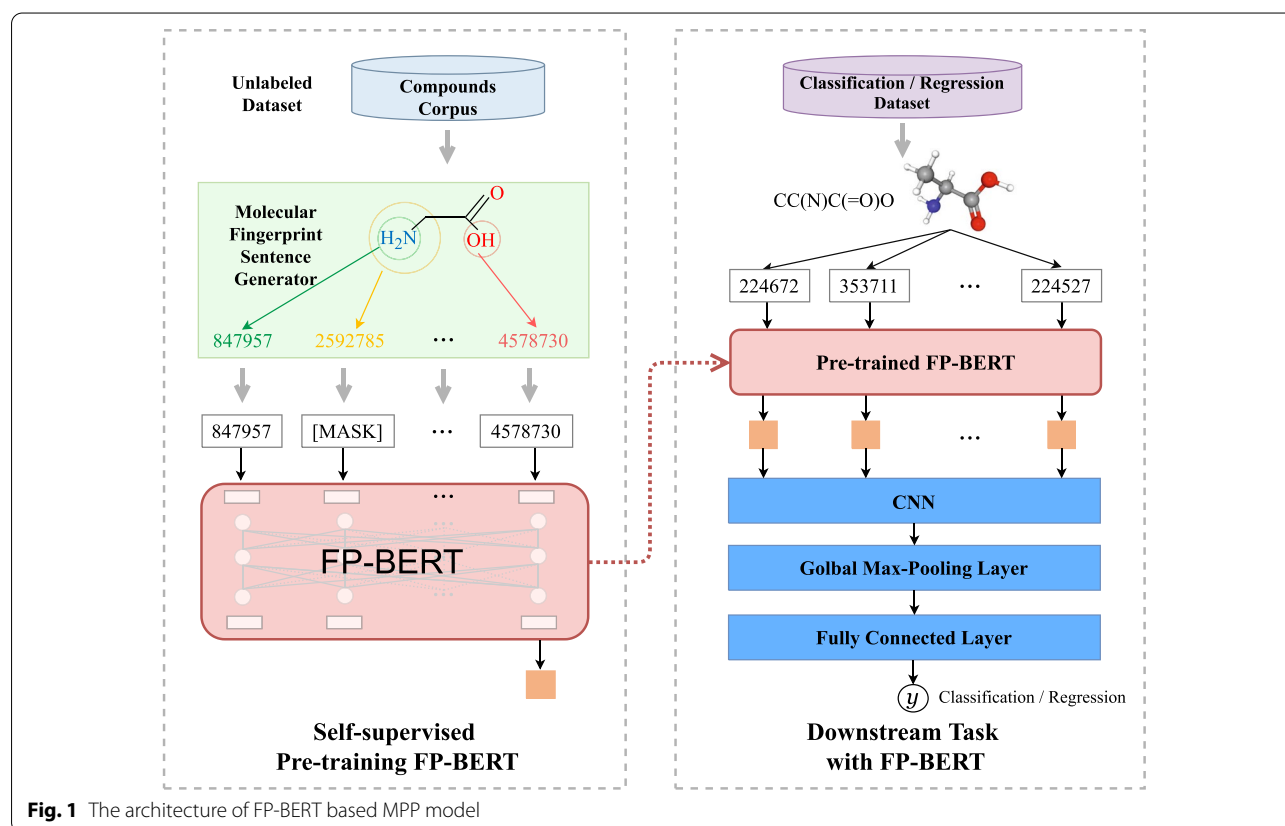 Unlabeled
Dataset
Compounds
Corpus
Molecular
Fingerprint
Sentence
Generator
O
H₂N
OH
847957
2592785
...
4578730
847957
[MASK]
...
4578730
...
FP-BERT
Self-supervised
Pre-training FP-BERT
Classification / Regression
Dataset
CC(N)C(=O)O
224672
353711
...
224527
Pre-trained FP-BERT
...
CNN
Golbal Max-Pooling Layer
Fully Connected Layer
y Classification / Regression
Downstream Task
with FP-BERT
Fig. 1 The architecture of FP-BERT based MPP model